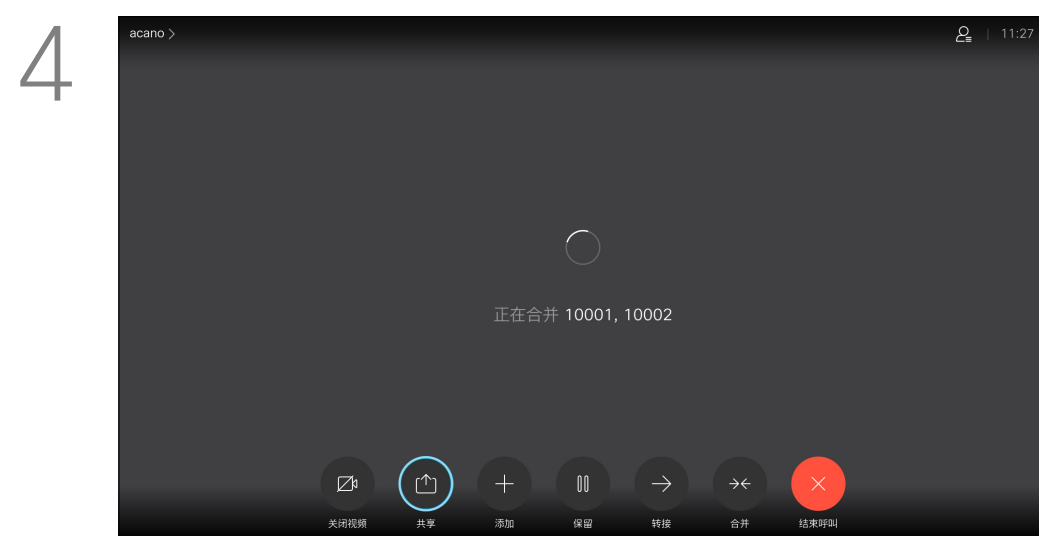 4
acano >
11:27
正在合并 10001, 10002
关闭视频 共享 添加 保留 转接 合并 结束呼叫